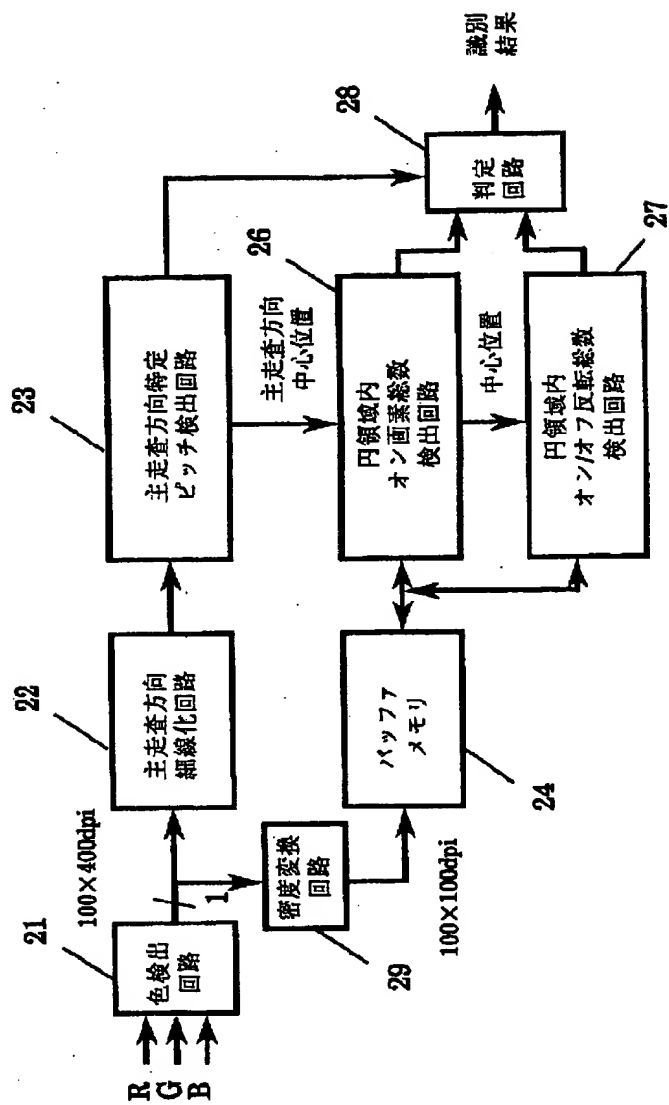 R
G
B
21
色検出
回路
100×400dpi
1
22
主走査方向
細線化回路
23
主走査方向特定
ピッチ検出回路
29
密度変換
回路
100×100dpi
24
バッファ
メモリ
主走査方向
中心位置
26
円領域内
オン画素総数
検出回路
中心位置
27
円領域内
オン/オフ反転総数
検出回路
28
判定
回路
識別
結果